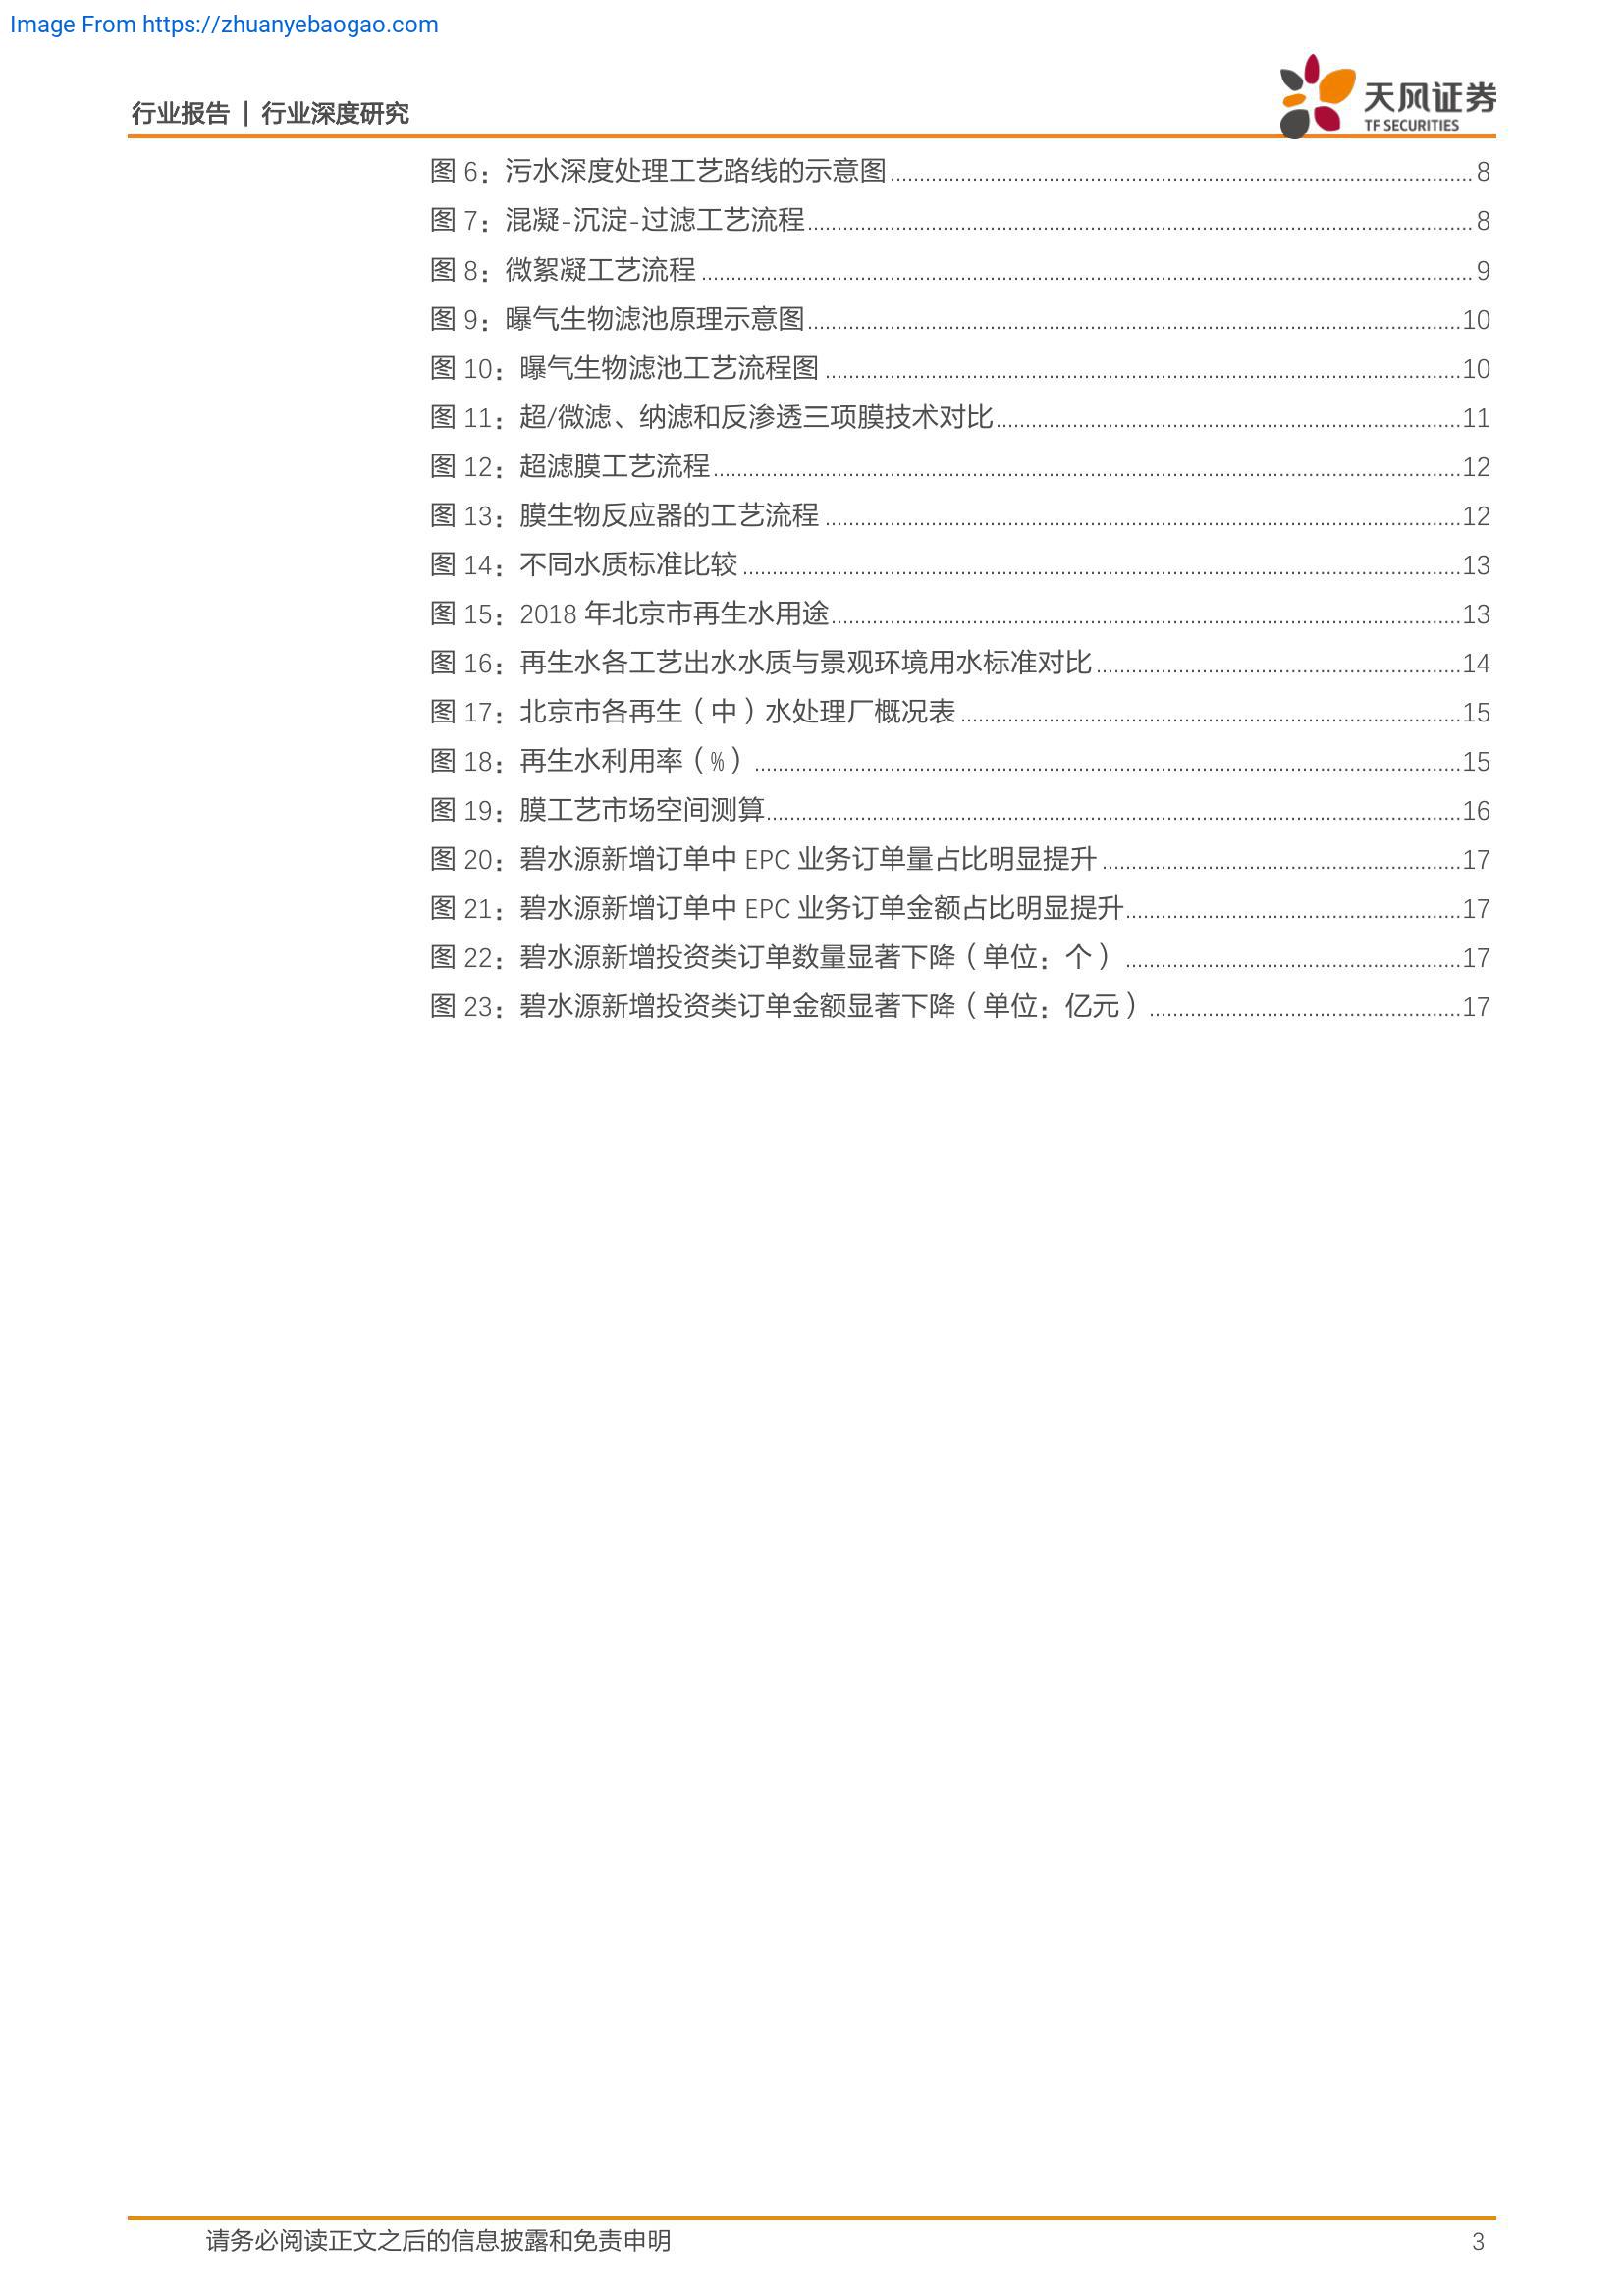 Image From https://zhuanyebaogao.com
行业报告 | 行业深度研究
天风证券
TF SECURITIES
图 6：污水深度处理工艺路线的示意图 8
图 7：混凝-沉淀-过滤工艺流程 8
图 8：微絮凝工艺流程 9
图 9：曝气生物滤池原理示意图 10
图 10：曝气生物滤池工艺流程图 10
图 11：超/微滤、纳滤和反渗透三项膜技术对比 11
图 12：超滤膜工艺流程 12
图 13：膜生物反应器的工艺流程 12
图 14：不同水质标准比较 13
图 15：2018 年北京市再生水用途 13
图 16：再生水各工艺出水水质与景观环境用水标准对比 14
图 17：北京市各再生（中）水处理厂概况表 15
图 18：再生水利用率（%） 15
图 19：膜工艺市场空间测算 16
图 20：碧水源新增订单中 EPC 业务订单量占比明显提升 17
图 21：碧水源新增订单中 EPC 业务订单金额占比明显提升 17
图 22：碧水源新增投资类订单数量显著下降（单位：个） 17
图 23：碧水源新增投资类订单金额显著下降（单位：亿元） 17
请务必阅读正文之后的信息披露和免责申明 3